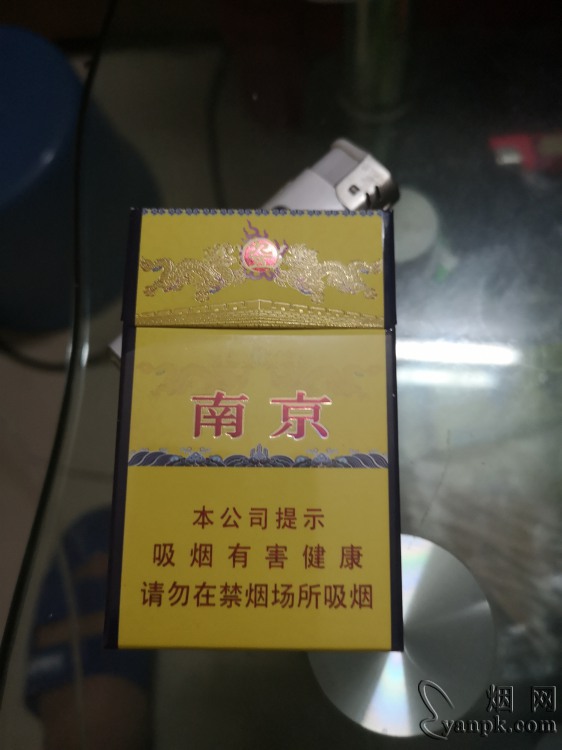 南京
本公司提示
吸烟有害健康
请勿在禁烟场所吸烟
烟网
yanpk.com